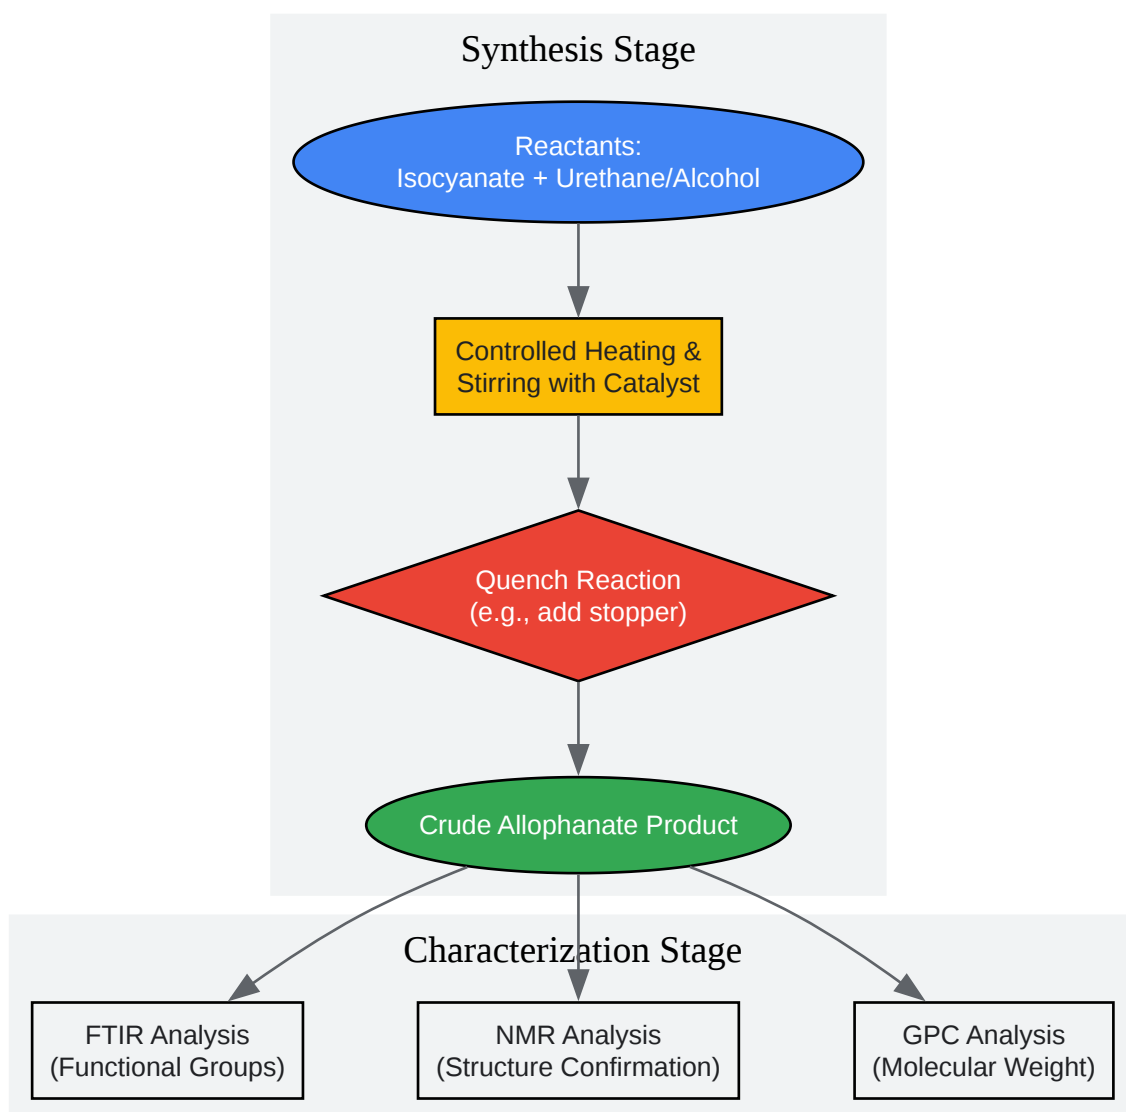 Synthesis Stage
Reactants:
Isocyanate + Urethane/Alcohol
Controlled Heating &
Stirring with Catalyst
Quench Reaction
(e.g., add stopper)
Crude Allophanate Product
Characterization Stage
FTIR Analysis
(Functional Groups)
NMR Analysis
(Structure Confirmation)
GPC Analysis
(Molecular Weight)